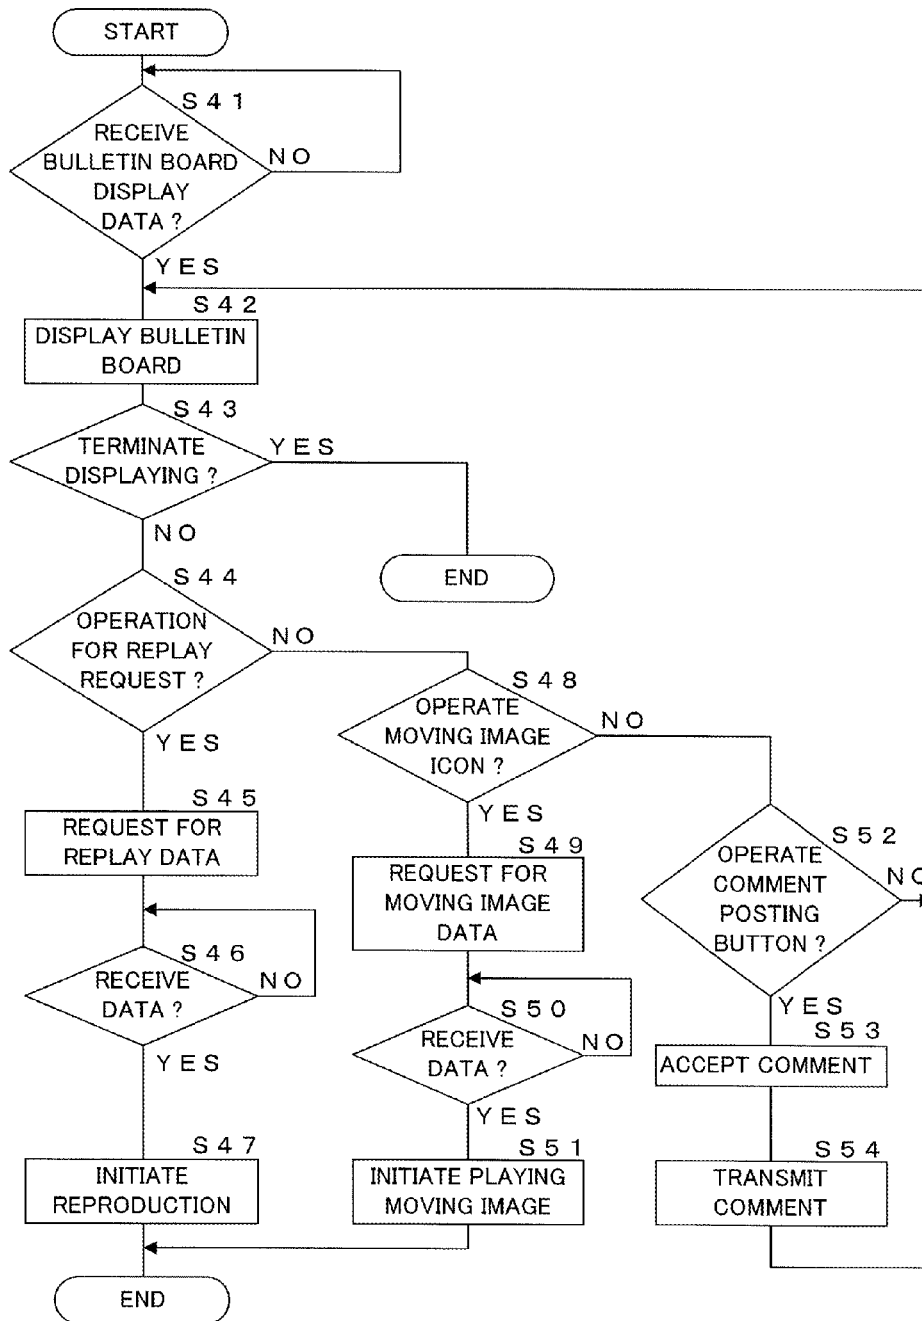 START
S41
RECEIVE
BULLETIN BOARD
DISPLAY
DATA ?
NO
YES
S42
DISPLAY BULLETIN
BOARD
S43
TERMINATE
DISPLAYING ?
YES
NO
END
S44
OPERATION
FOR REPLAY
REQUEST ?
NO
YES
S45
REQUEST FOR
REPLAY DATA
S46
RECEIVE
DATA ?
NO
YES
S47
INITIATE
REPRODUCTION
END
S48
OPERATE
MOVING IMAGE
ICON ?
NO
YES
S49
REQUEST FOR
MOVING IMAGE
DATA
S50
RECEIVE
DATA ?
NO
YES
S51
INITIATE PLAYING
MOVING IMAGE
S52
OPERATE
COMMENT
POSTING
BUTTON ?
NO
YES
S53
ACCEPT COMMENT
S54
TRANSMIT
COMMENT